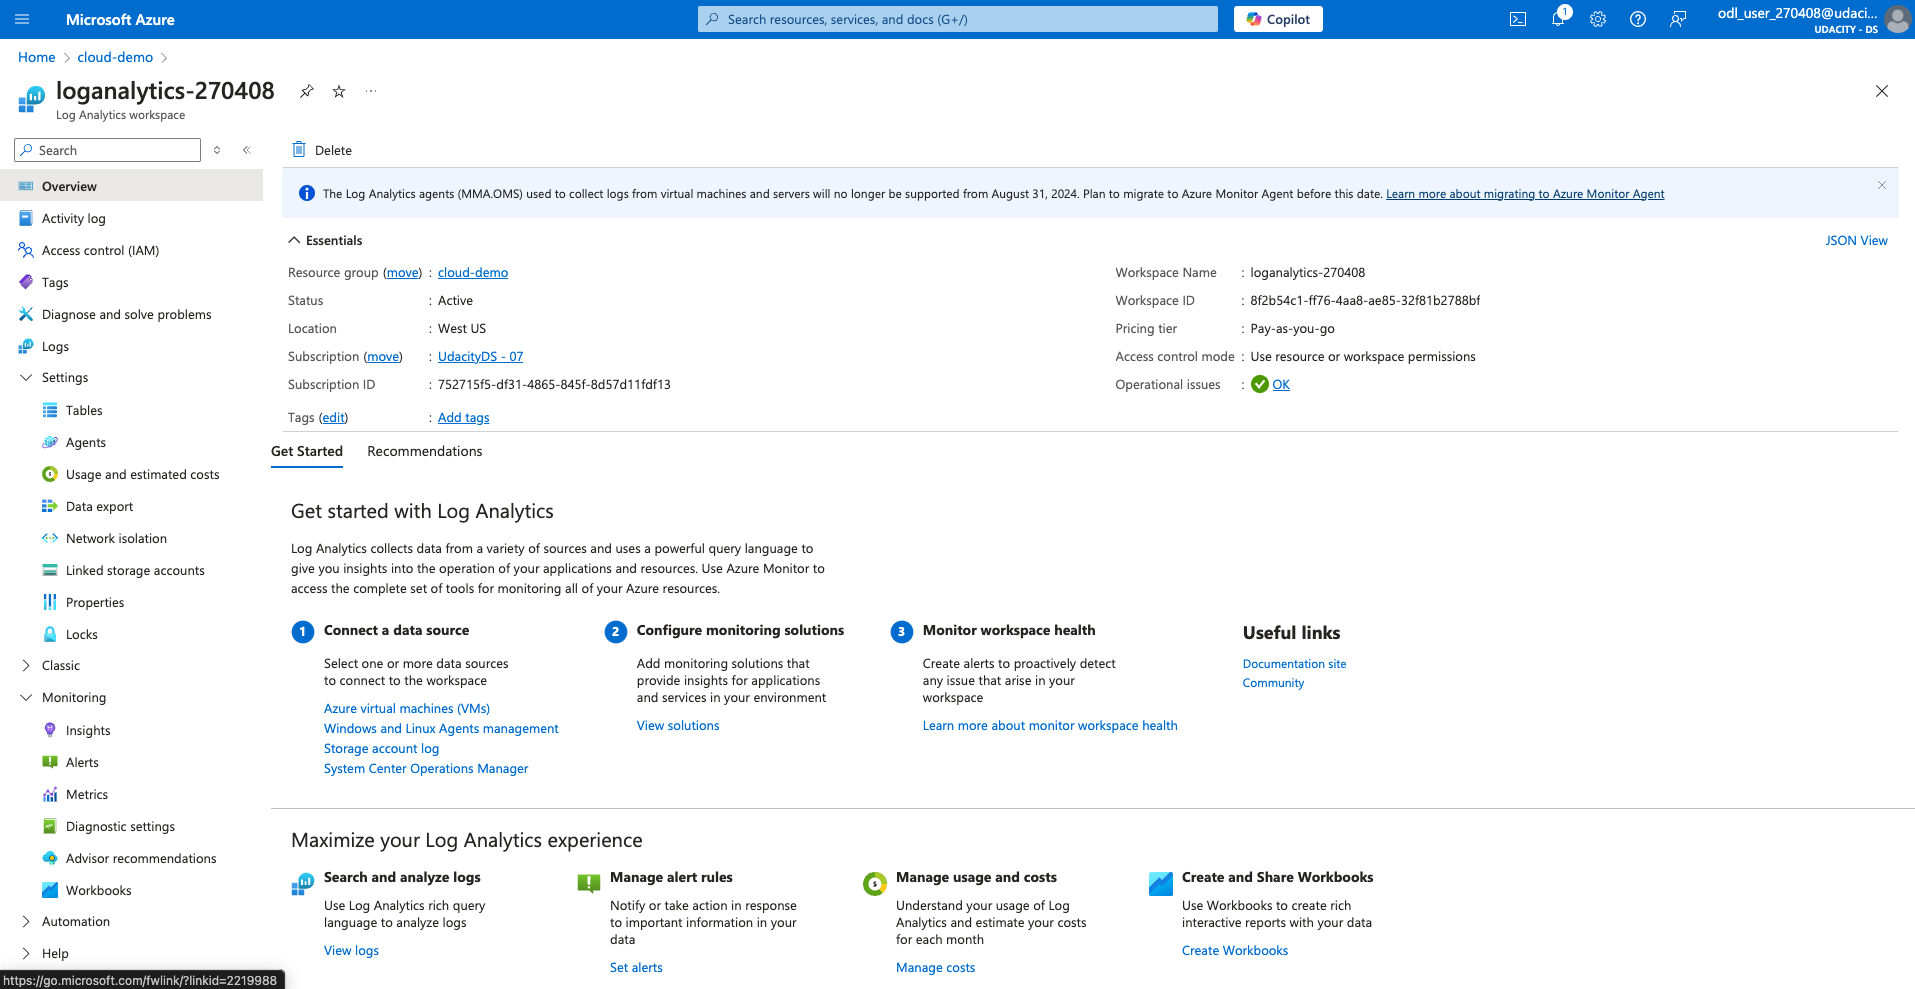 Microsoft Azure
Search resources, services, and docs (G+/)
Copilot
1
odl_user_270408@udaci...
UDACITY - DS
Home > cloud-demo >
loganalytics-270408
Log Analytics workspace
Search
Delete
Overview
Activity log
Access control (IAM)
Tags
Diagnose and solve problems
Logs
Settings
Tables
Agents
Usage and estimated costs
Data export
Network isolation
Linked storage accounts
Properties
Locks
Classic
Monitoring
Insights
Alerts
Metrics
Diagnostic settings
Advisor recommendations
Workbooks
Automation
Help
https://go.microsoft.com/fwlink/?linkid=2219988
The Log Analytics agents (MMA,OMS) used to collect logs from virtual machines and servers will no longer be supported from August 31, 2024. Plan to migrate to Azure Monitor Agent before this date. Learn more about migrating to Azure Monitor Agent
Essentials
JSON View
Resource group (move) : cloud-demo
Status : Active
Location : West US
Subscription (move) : UdacityDS - 07
Subscription ID : 752715f5-df31-4865-845f-8d57d11fdf13
Tags (edit) : Add tags
Workspace Name : loganalytics-270408
Workspace ID : 8f2b54c1-ff76-4aa8-ae85-32f81b2788bf
Pricing tier : Pay-as-you-go
Access control mode : Use resource or workspace permissions
Operational issues : OK
Get Started
Recommendations
Get started with Log Analytics
Log Analytics collects data from a variety of sources and uses a powerful query language to
give you insights into the operation of your applications and resources. Use Azure Monitor to
access the complete set of tools for monitoring all of your Azure resources.
1 Connect a data source
Select one or more data sources
to connect to the workspace
Azure virtual machines (VMs)
Windows and Linux Agents management
Storage account log
System Center Operations Manager
2 Configure monitoring solutions
Add monitoring solutions that
provide insights for applications
and services in your environment
View solutions
3 Monitor workspace health
Create alerts to proactively detect
any issue that arise in your
workspace
Learn more about monitor workspace health
Useful links
Documentation site
Community
Maximize your Log Analytics experience
Search and analyze logs
Use Log Analytics rich query
language to analyze logs
View logs
Manage alert rules
Notify or take action in response
to important information in your
data
Set alerts
Manage usage and costs
Understand your usage of Log
Analytics and estimate your costs
for each month
Manage costs
Create and Share Workbooks
Use Workbooks to create rich
interactive reports with your data
Create Workbooks